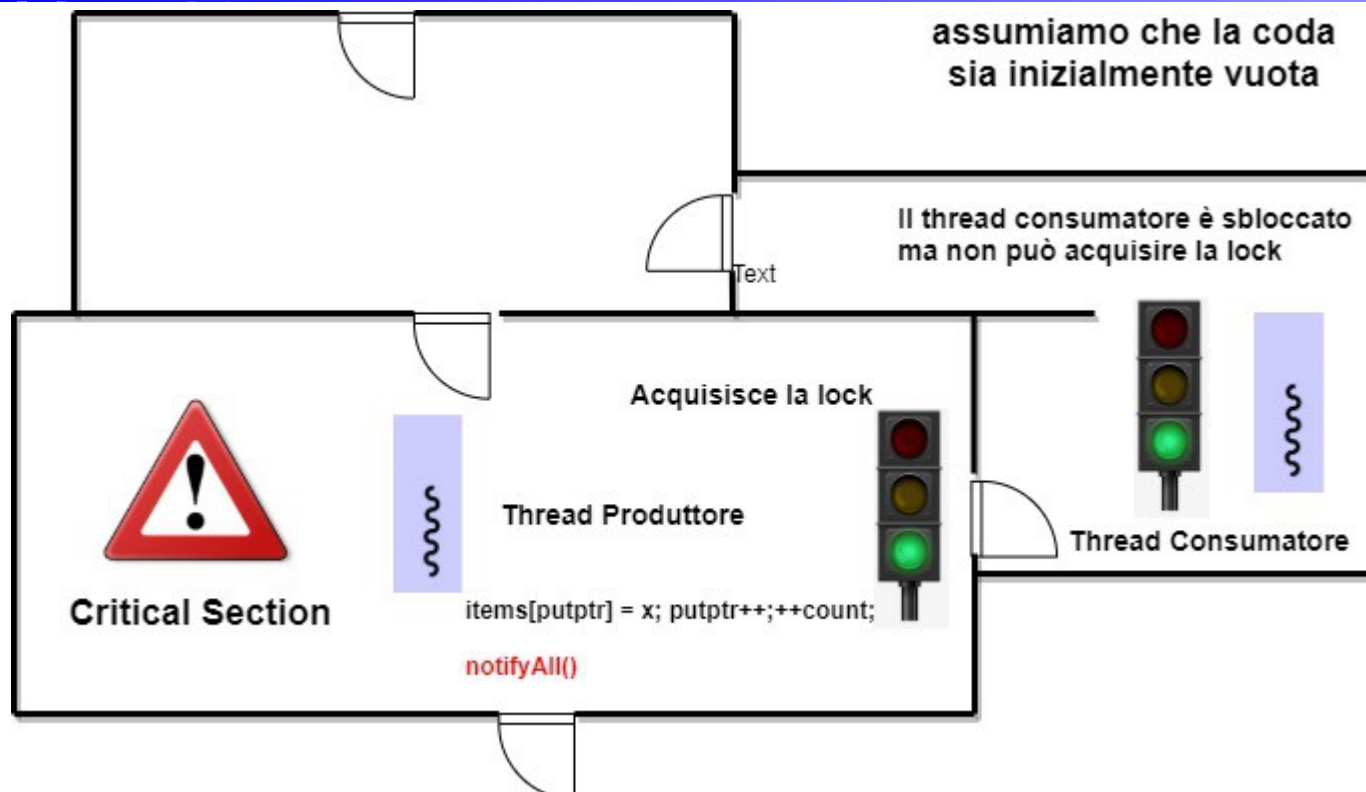 assumiamo che la coda
sia inizialmente vuota
Il thread consumatore è sbloccato
ma non può acquisire la lock
Text
Acquisisce la lock
Thread Produttore
Thread Consumatore
Critical Section
items[putptr] = x; putptr++;++count;
notifyAll()